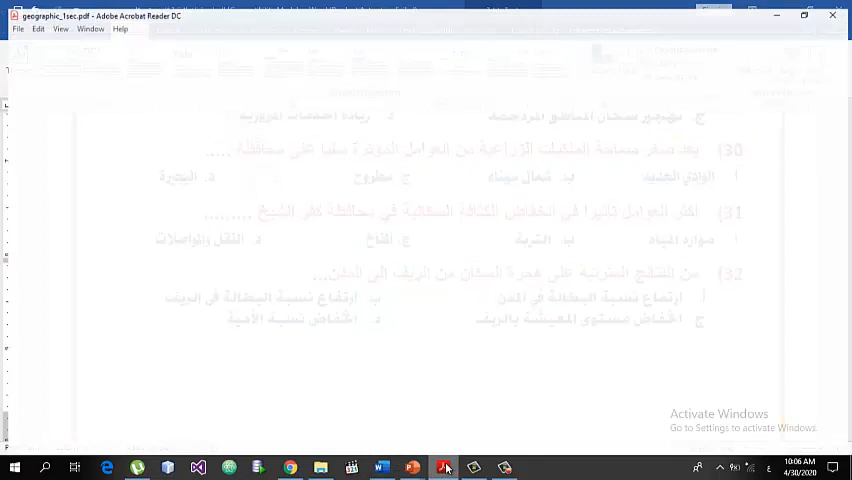 geographic_1sec.pdf - Adobe Acrobat Reader DC
File Edit View Window Help
ج. تهجير سكان المناطق المزدحمة د. زيادة الخدمات المرورية
30) يعد صغر مساحة الملكيات الزراعية من العوامل المؤثرة سلبا على محافظة .....
أ. الوادي الجديد ب. شمال سيناء ج. مطروح د. البحيرة
31) أكثر العوامل تأثيرا في انخفاض الكثافة السكانية في محافظة كفر الشيخ .........
أ. موارد المياه ب. التربة ج. المناخ د. النقل والمواصلات
32) من النتائج المترتبة على هجرة السكان من الريف إلى المدن...
أ. ارتفاع نسبة البطالة في المدن ب. ارتفاع نسبة البطالة في الريف
ج. انخفاض مستوى المعيشة بالريف د. انخفاض نسبة الأمية
Activate Windows
Go to Settings to activate Windows.
10:06 AM
4/30/2020